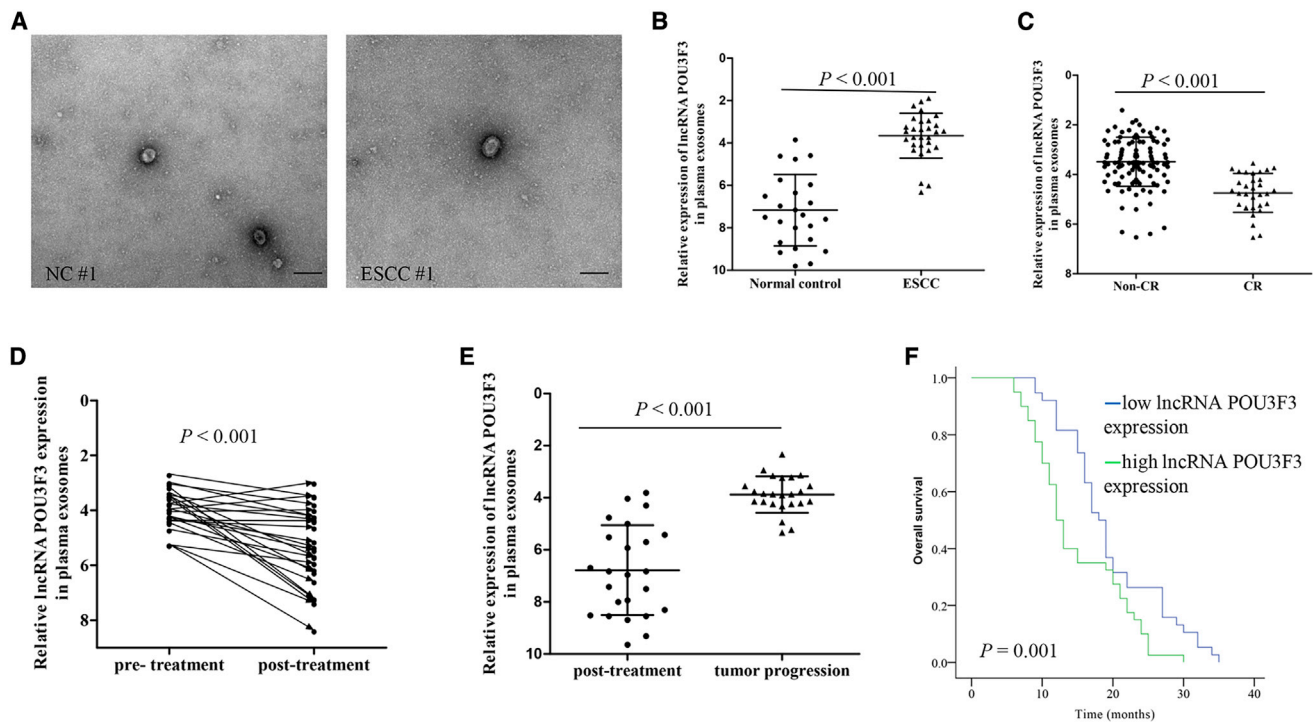 A
NC #1
ESCC #1
B
Relative expression of lncRNA POU3F3
in plasma exosomes
0
2
4
6
8
10
P < 0.001
Normal control
ESCC
C
Relative expression of lncRNA POU3F3
in plasma exosomes
0
2
4
6
8
P < 0.001
Non-CR
CR
D
Relative lncRNA POU3F3 expression
in plasma exosomes
0
2
4
6
8
P < 0.001
pre- treatment
post-treatment
E
Relative expression of lncRNA POU3F3
in plasma exosomes
0
2
4
6
8
10
P < 0.001
post-treatment
tumor progression
F
Overall survival
1.0
0.8
0.6
0.4
0.2
0.0
low lncRNA POU3F3
expression
high lncRNA POU3F3
expression
P = 0.001
0
10
20
30
40
Time (months)